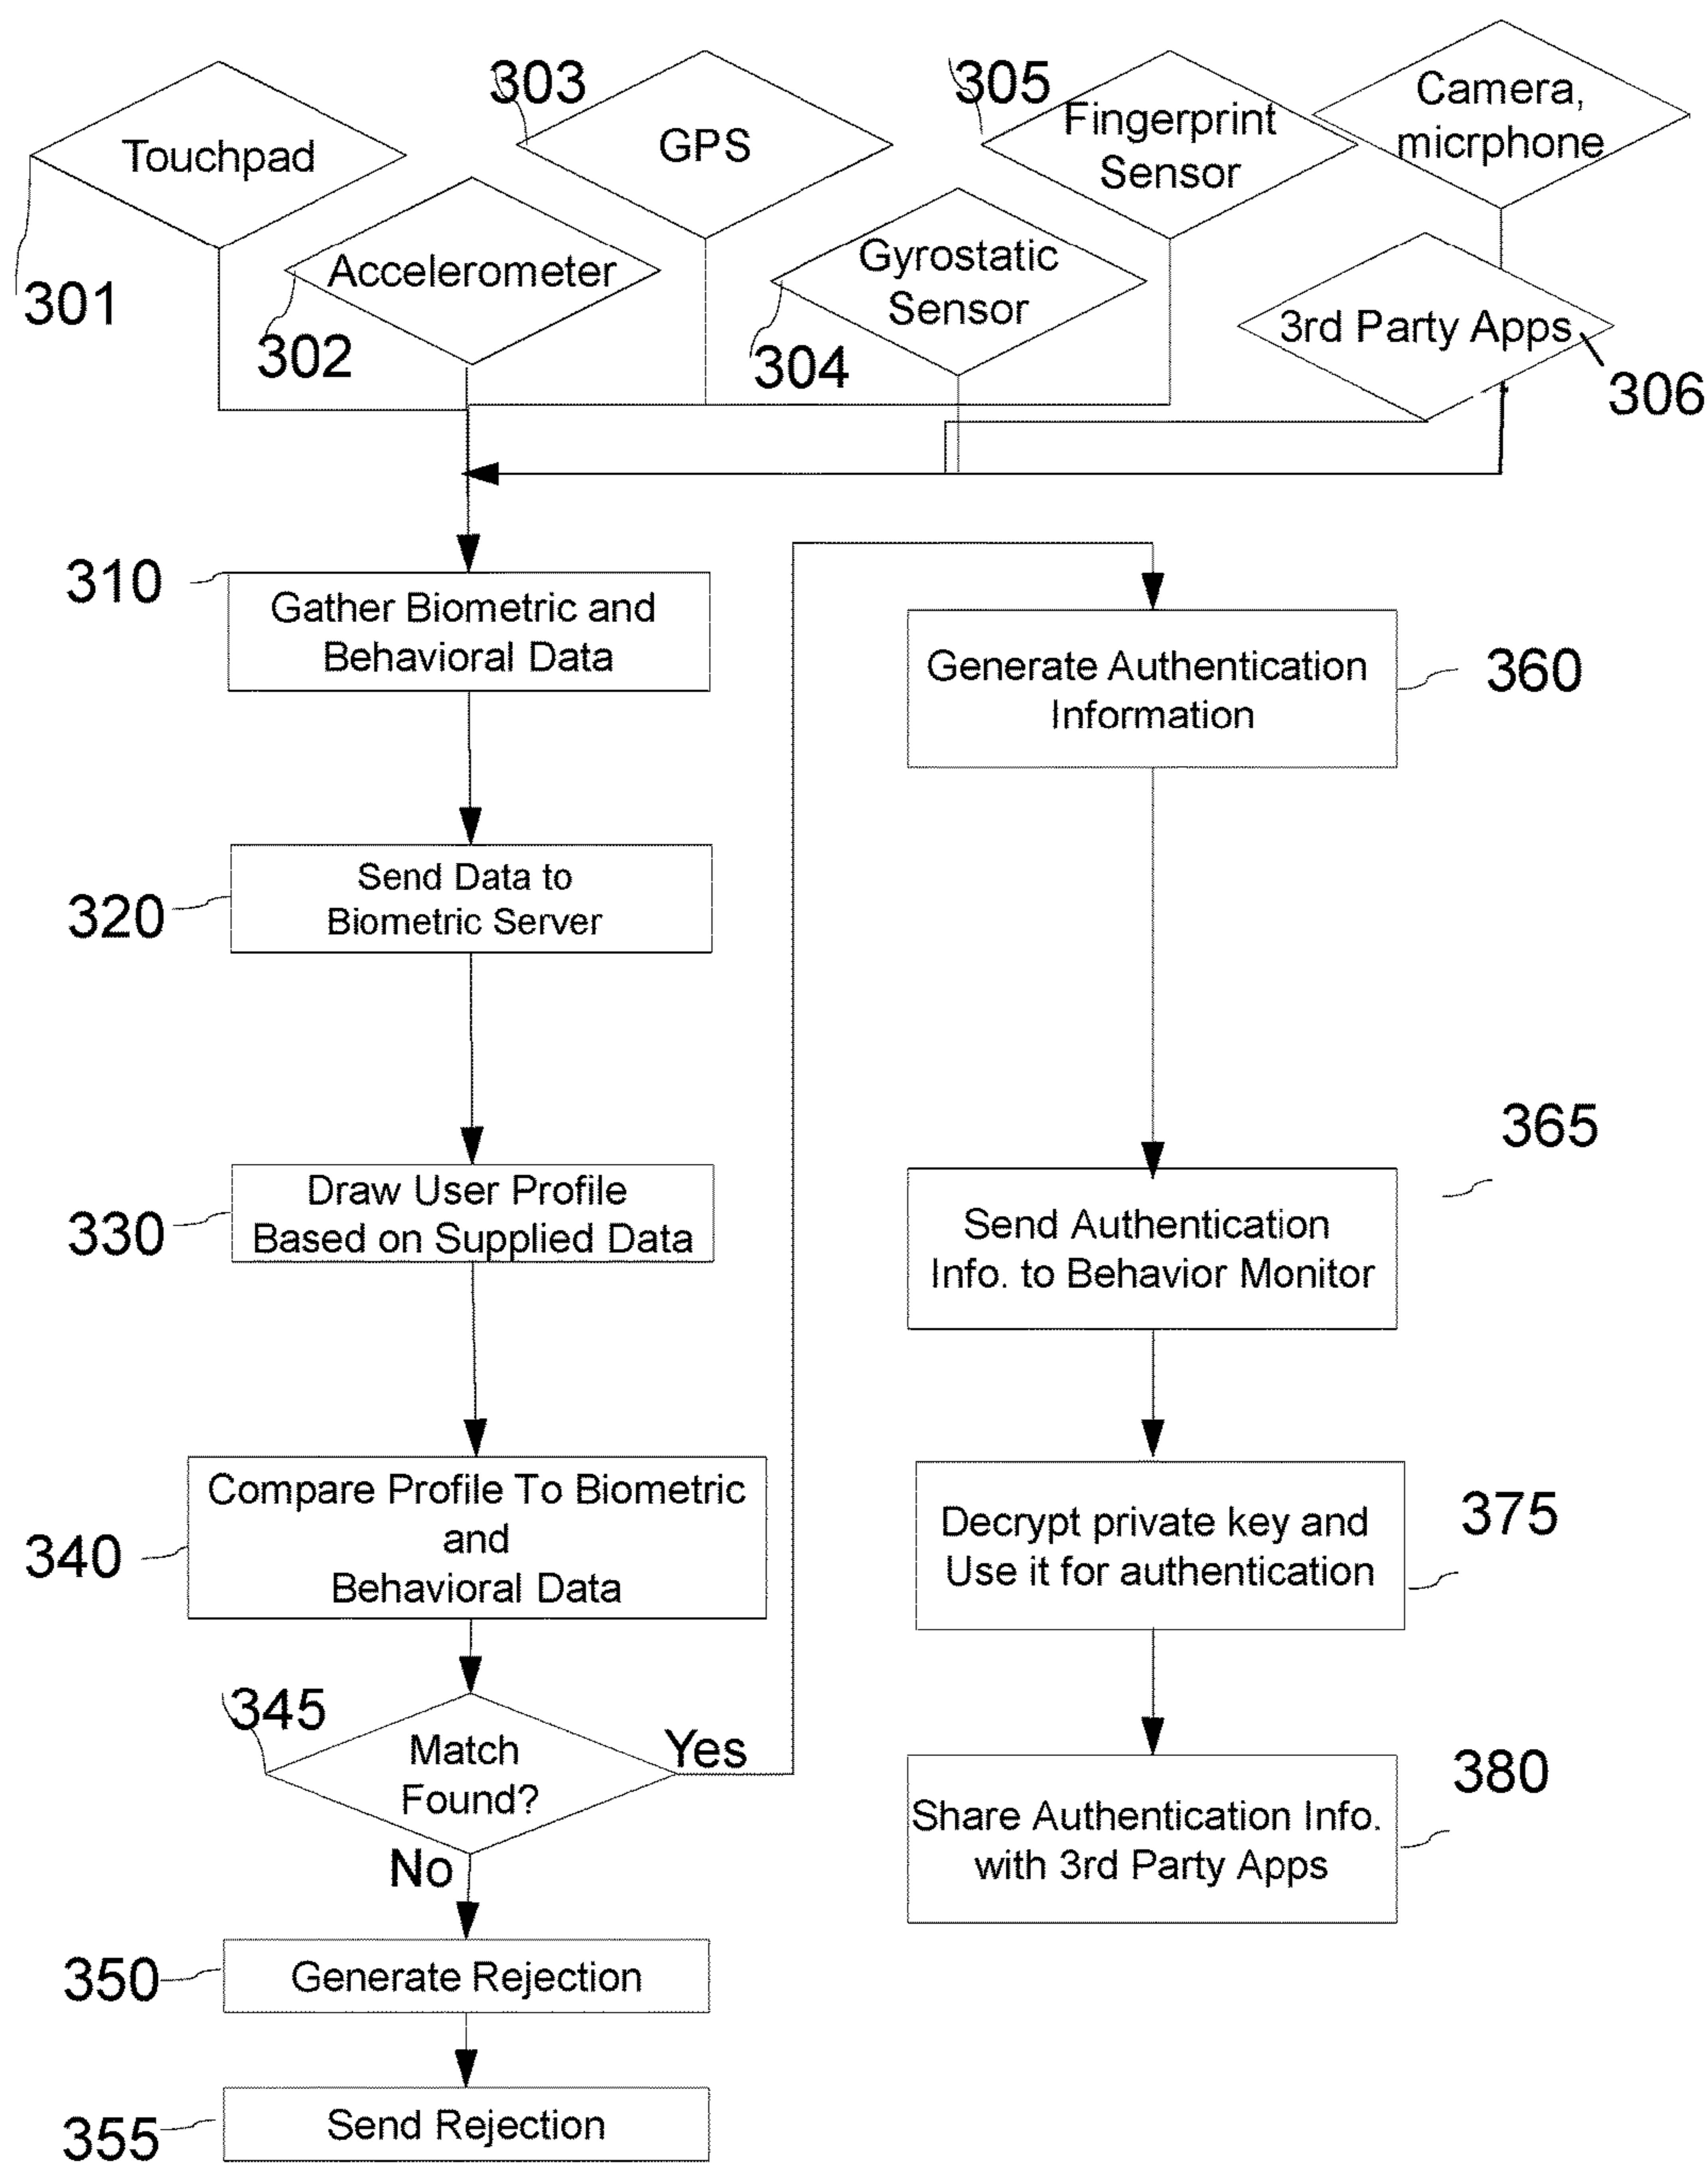 303
305
Camera,
micrphone
Touchpad
GPS
Fingerprint
Sensor
301
Accelerometer
302
Gyrostatic
Sensor
304
3rd Party Apps
306
310
Gather Biometric and
Behavioral Data
320
Send Data to
Biometric Server
330
Draw User Profile
Based on Supplied Data
340
Compare Profile To Biometric
and
Behavioral Data
345
Match
Found?
Yes
No
350
Generate Rejection
355
Send Rejection
Generate Authentication
Information
360
365
Send Authentication
Info. to Behavior Monitor
Decrypt private key and
Use it for authentication
375
380
Share Authentication Info.
with 3rd Party Apps